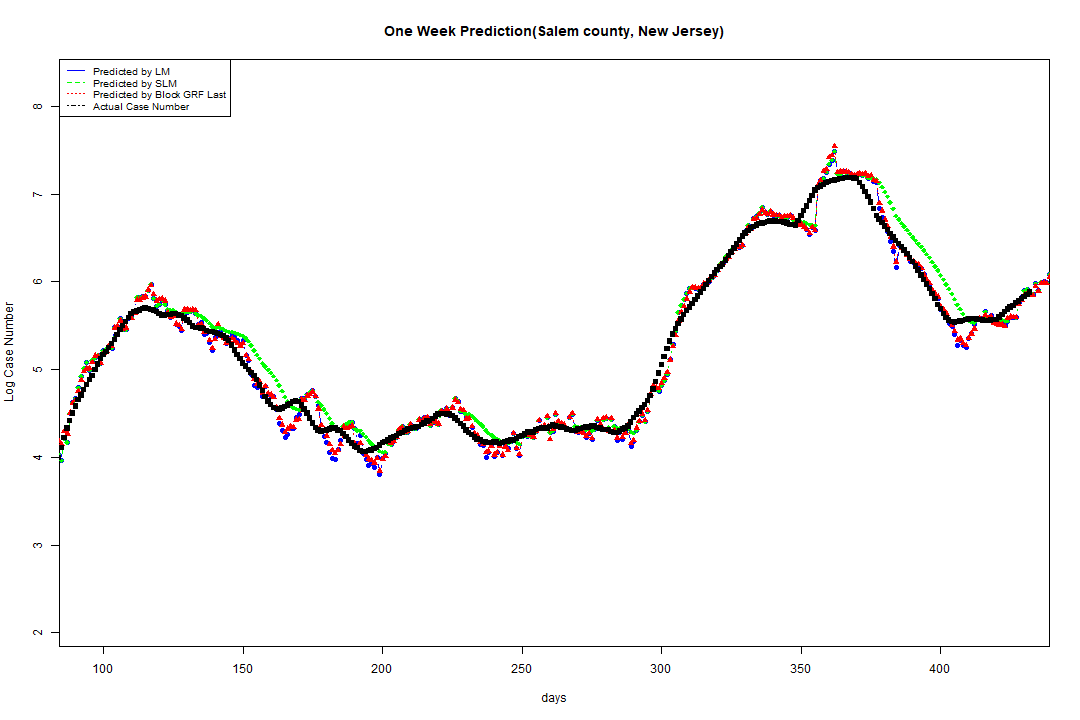 One Week Prediction(Salem county, New Jersey)
Predicted by LM
Predicted by SLM
Predicted by Block GRF Last
Actual Case Number
8
7
6
5
4
3
2
Log Case Number
100 150 200 250 300 350 400
days